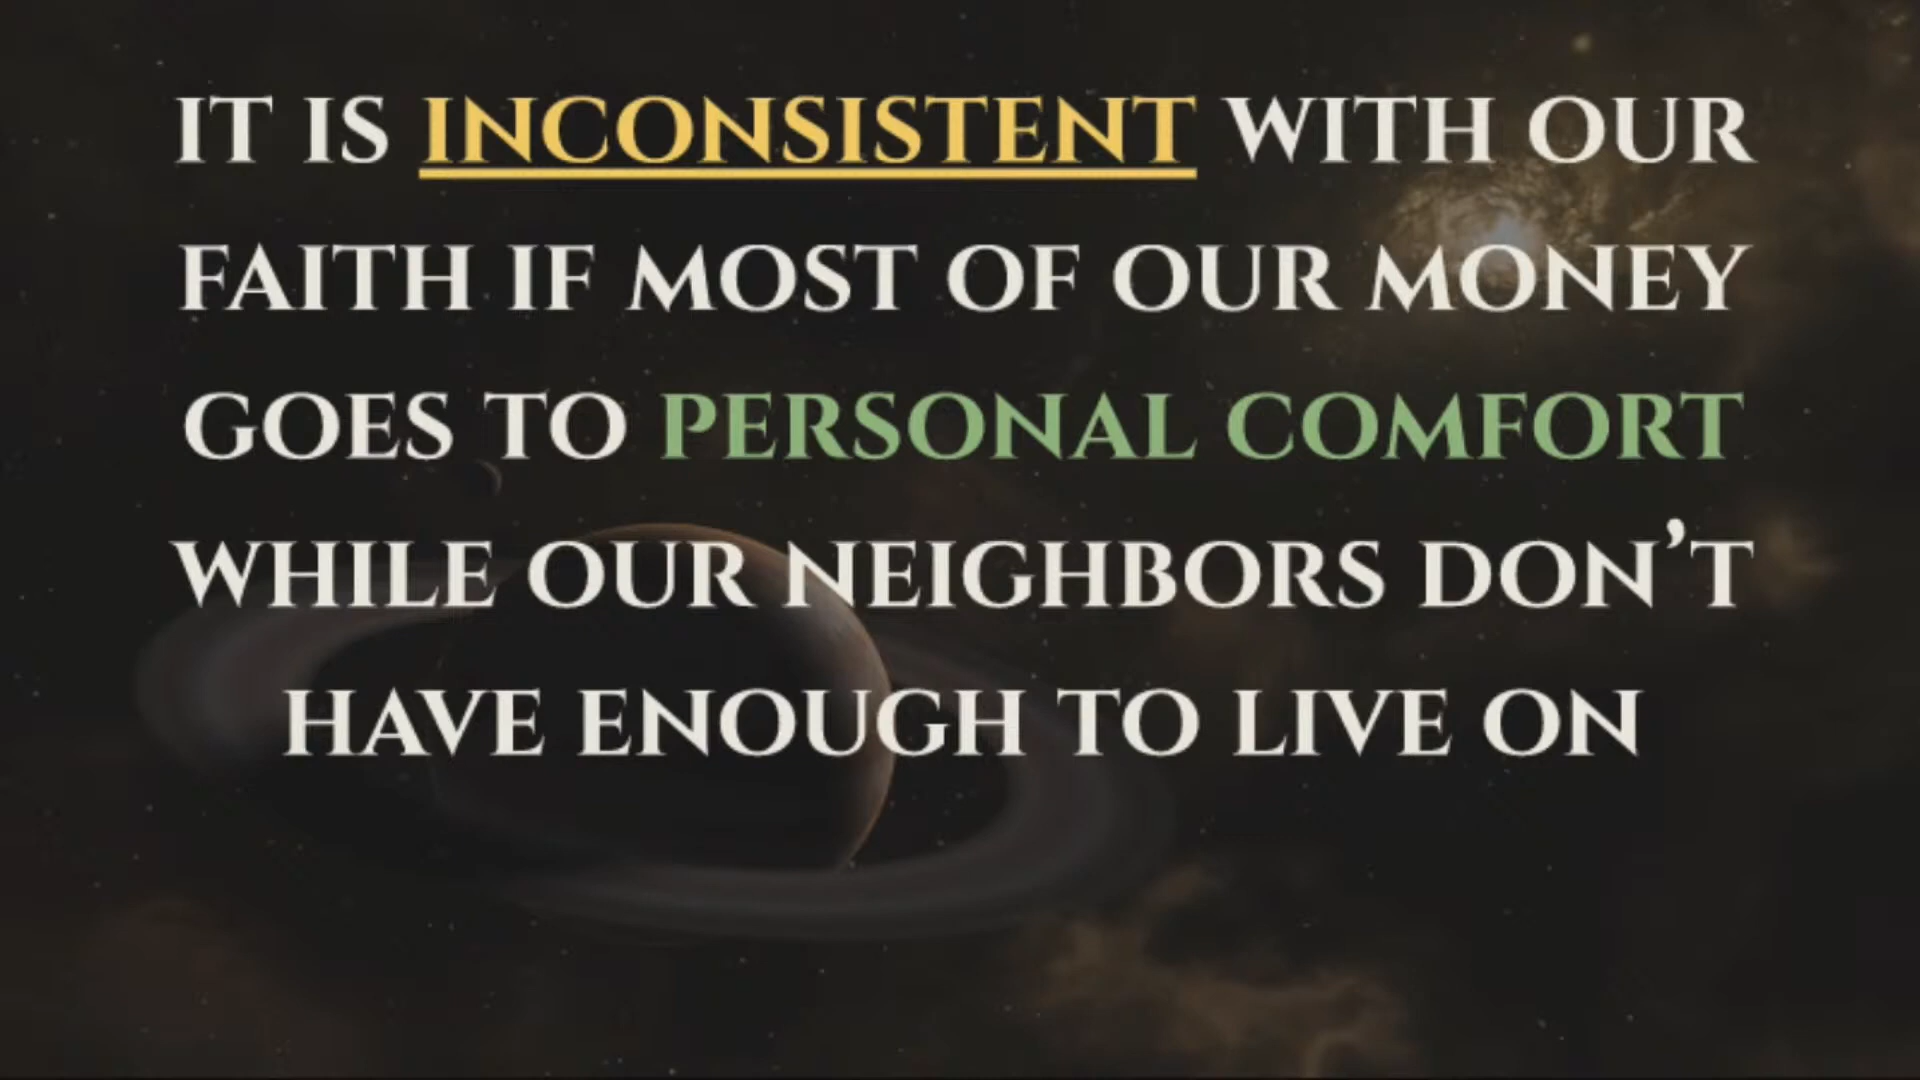 IT IS INCONSISTENT WITH OUR
FAITH IF MOST OF OUR MONEY
GOES TO PERSONAL COMFORT
WHILE OUR NEIGHBORS DON’T
HAVE ENOUGH TO LIVE ON